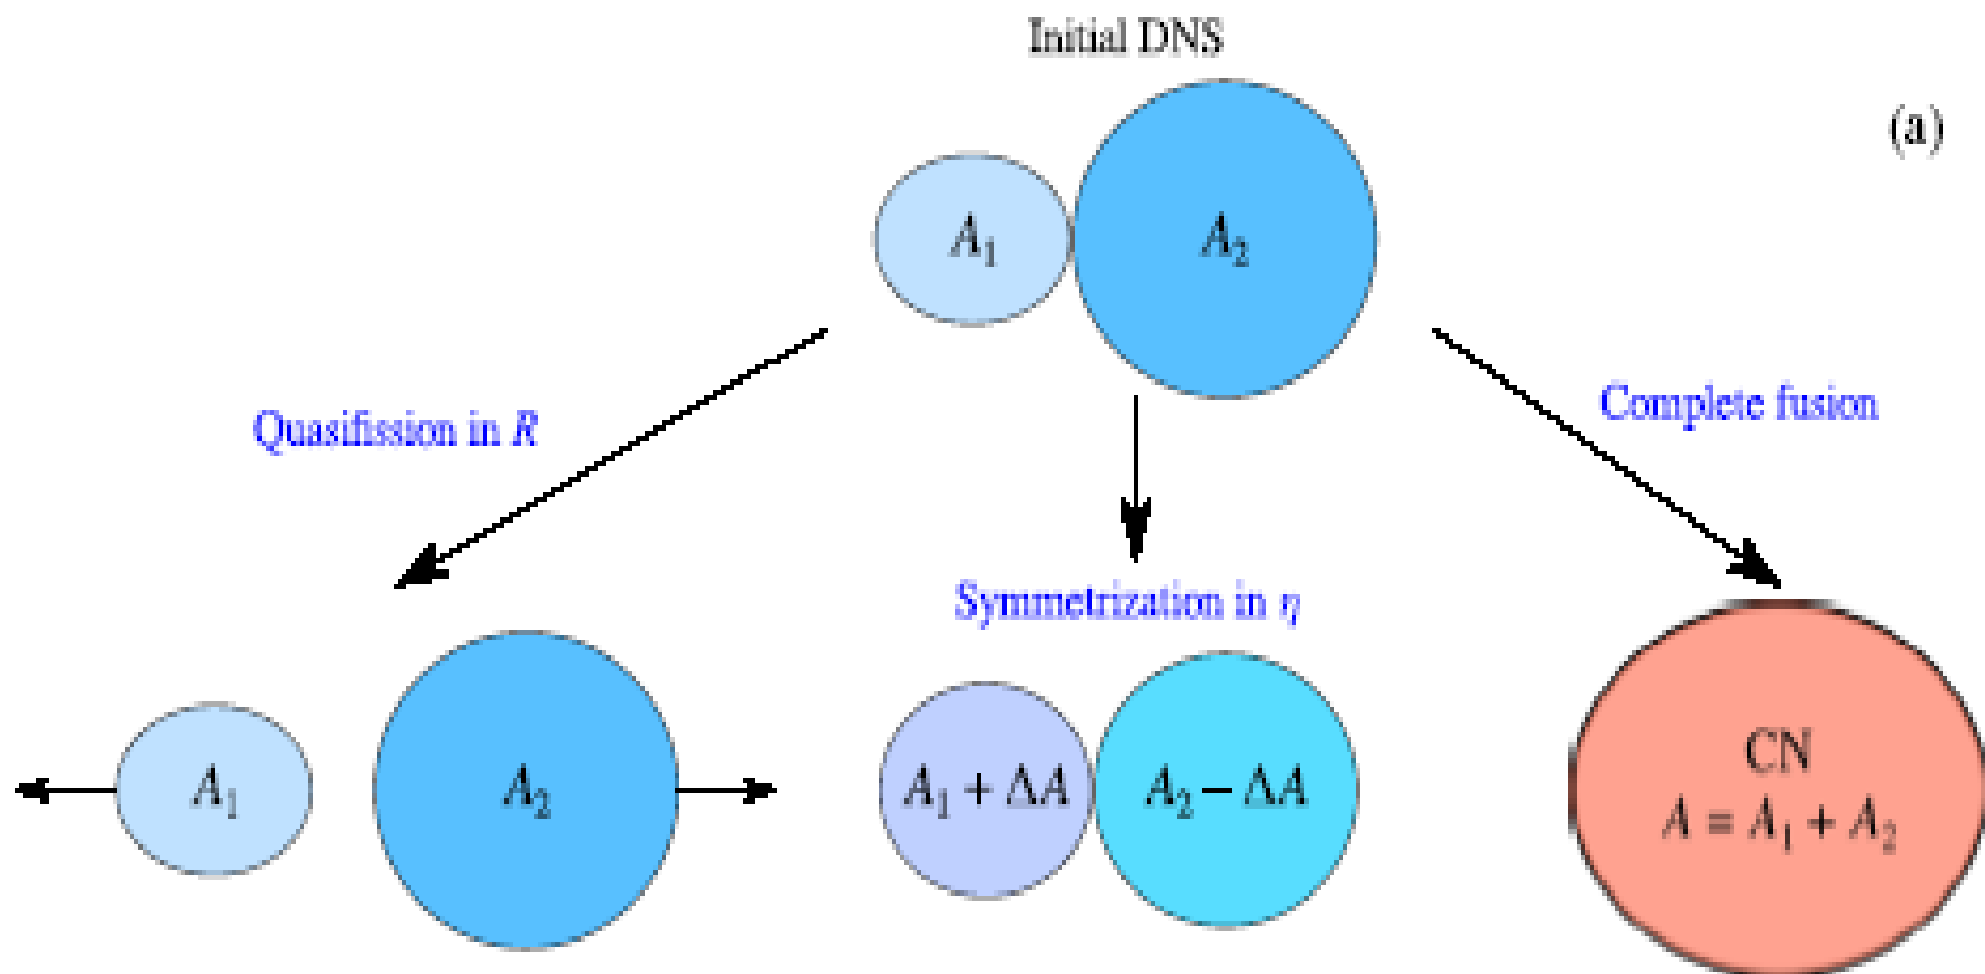 Initial DNS
(a)
A₁
A₂
Quasifission in R
Complete fusion
Symmetrization in η
A₁
A₂
A₁ + ΔA
A₂ − ΔA
CN
A = A₁ + A₂